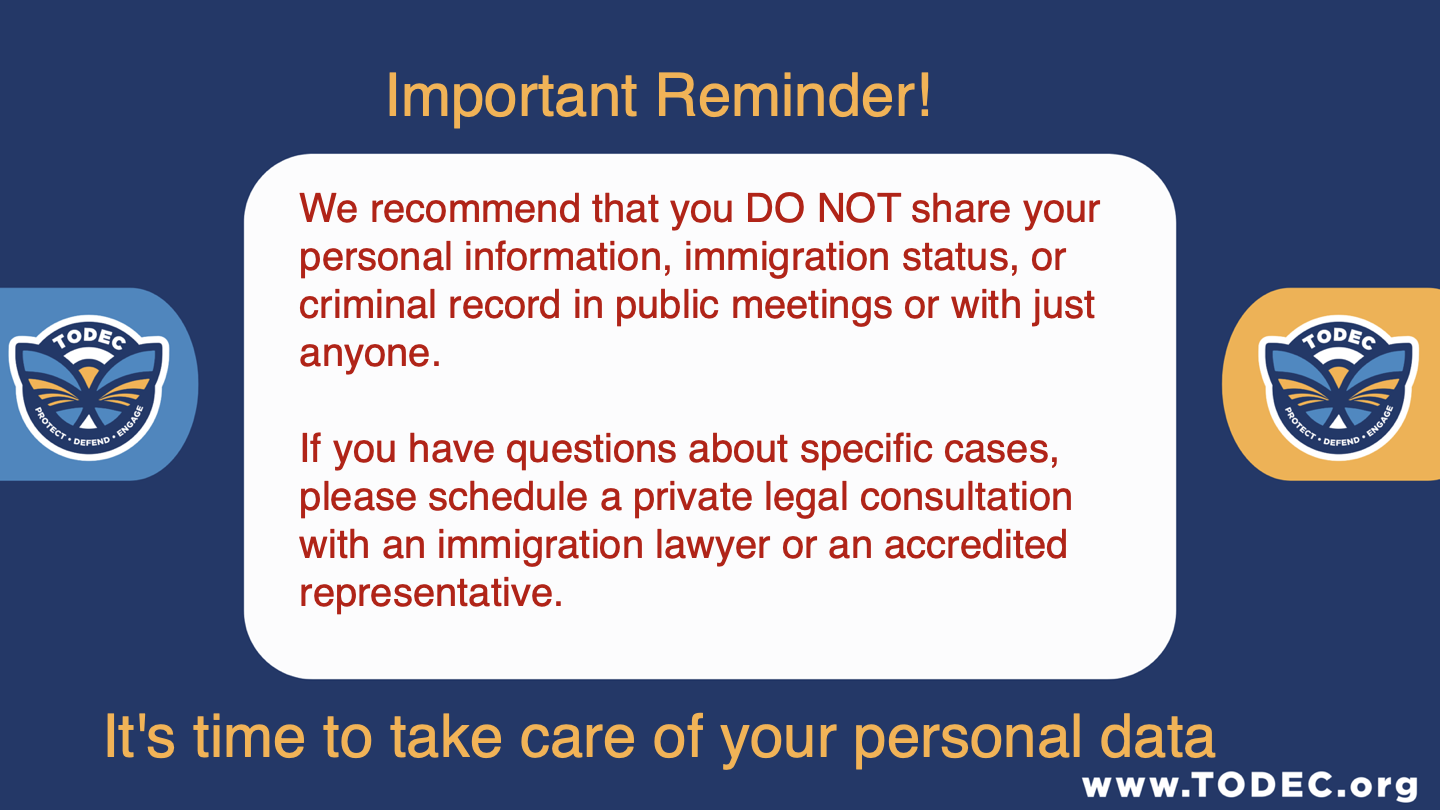 Important Reminder!
We recommend that you DO NOT share your
personal information, immigration status, or
criminal record in public meetings or with just
anyone.
If you have questions about specific cases,
please schedule a private legal consultation
with an immigration lawyer or an accredited
representative.
TODEC
PROTECT • DEFEND • ENGAGE
TODEC
PROTECT • DEFEND • ENGAGE
It's time to take care of your personal data
www.TODEC.org